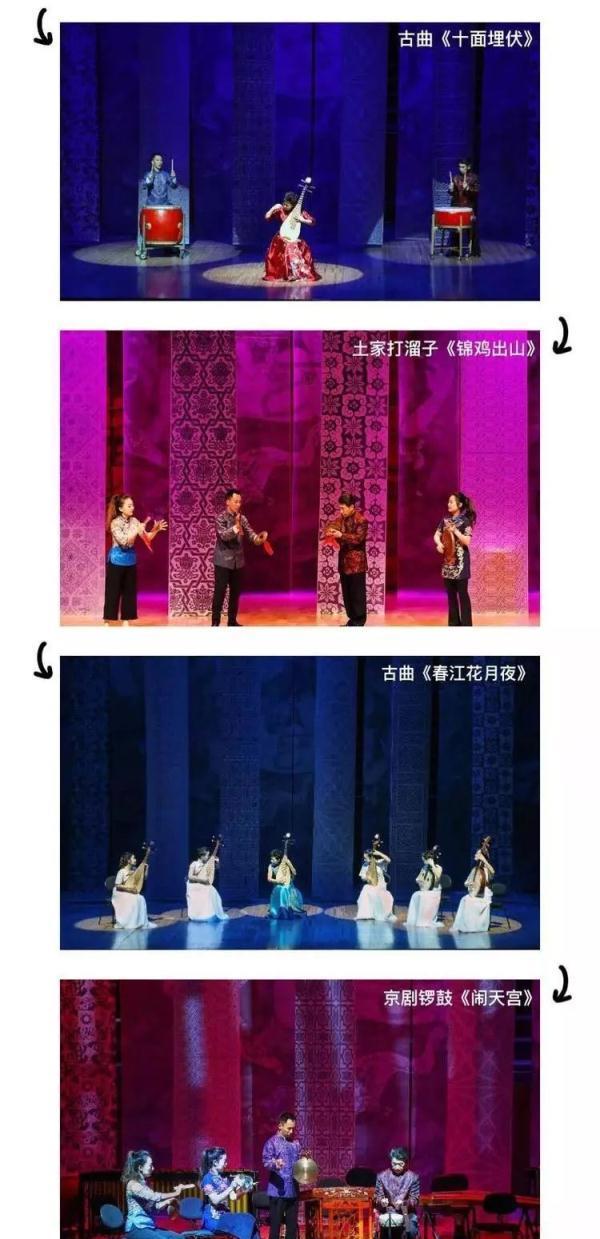 古曲《十面埋伏》
土家打溜子《锦鸡出山》
古曲《春江花月夜》
京剧锣鼓《闹天宫》